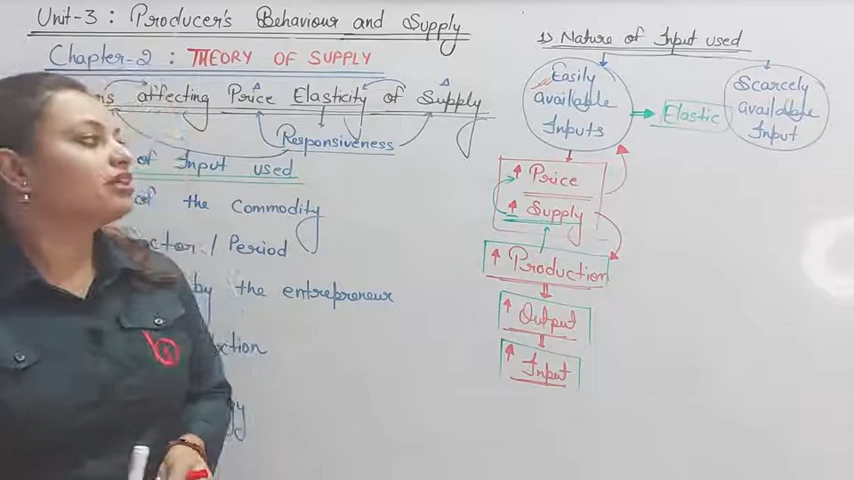 Unit-3 : Producer's Behaviour and Supply
Chapter-2 : THEORY OF SUPPLY
affecting Price Elasticity of Supply
Responsiveness
of Input used
of the Commodity
/ Period
by the entrepreneur
1) Nature of Input used
Easily
available
Inputs
Elastic
Scarcely
available
Input
↑ Price
↑ Supply
↑ Production
↑ Output
↑ Input